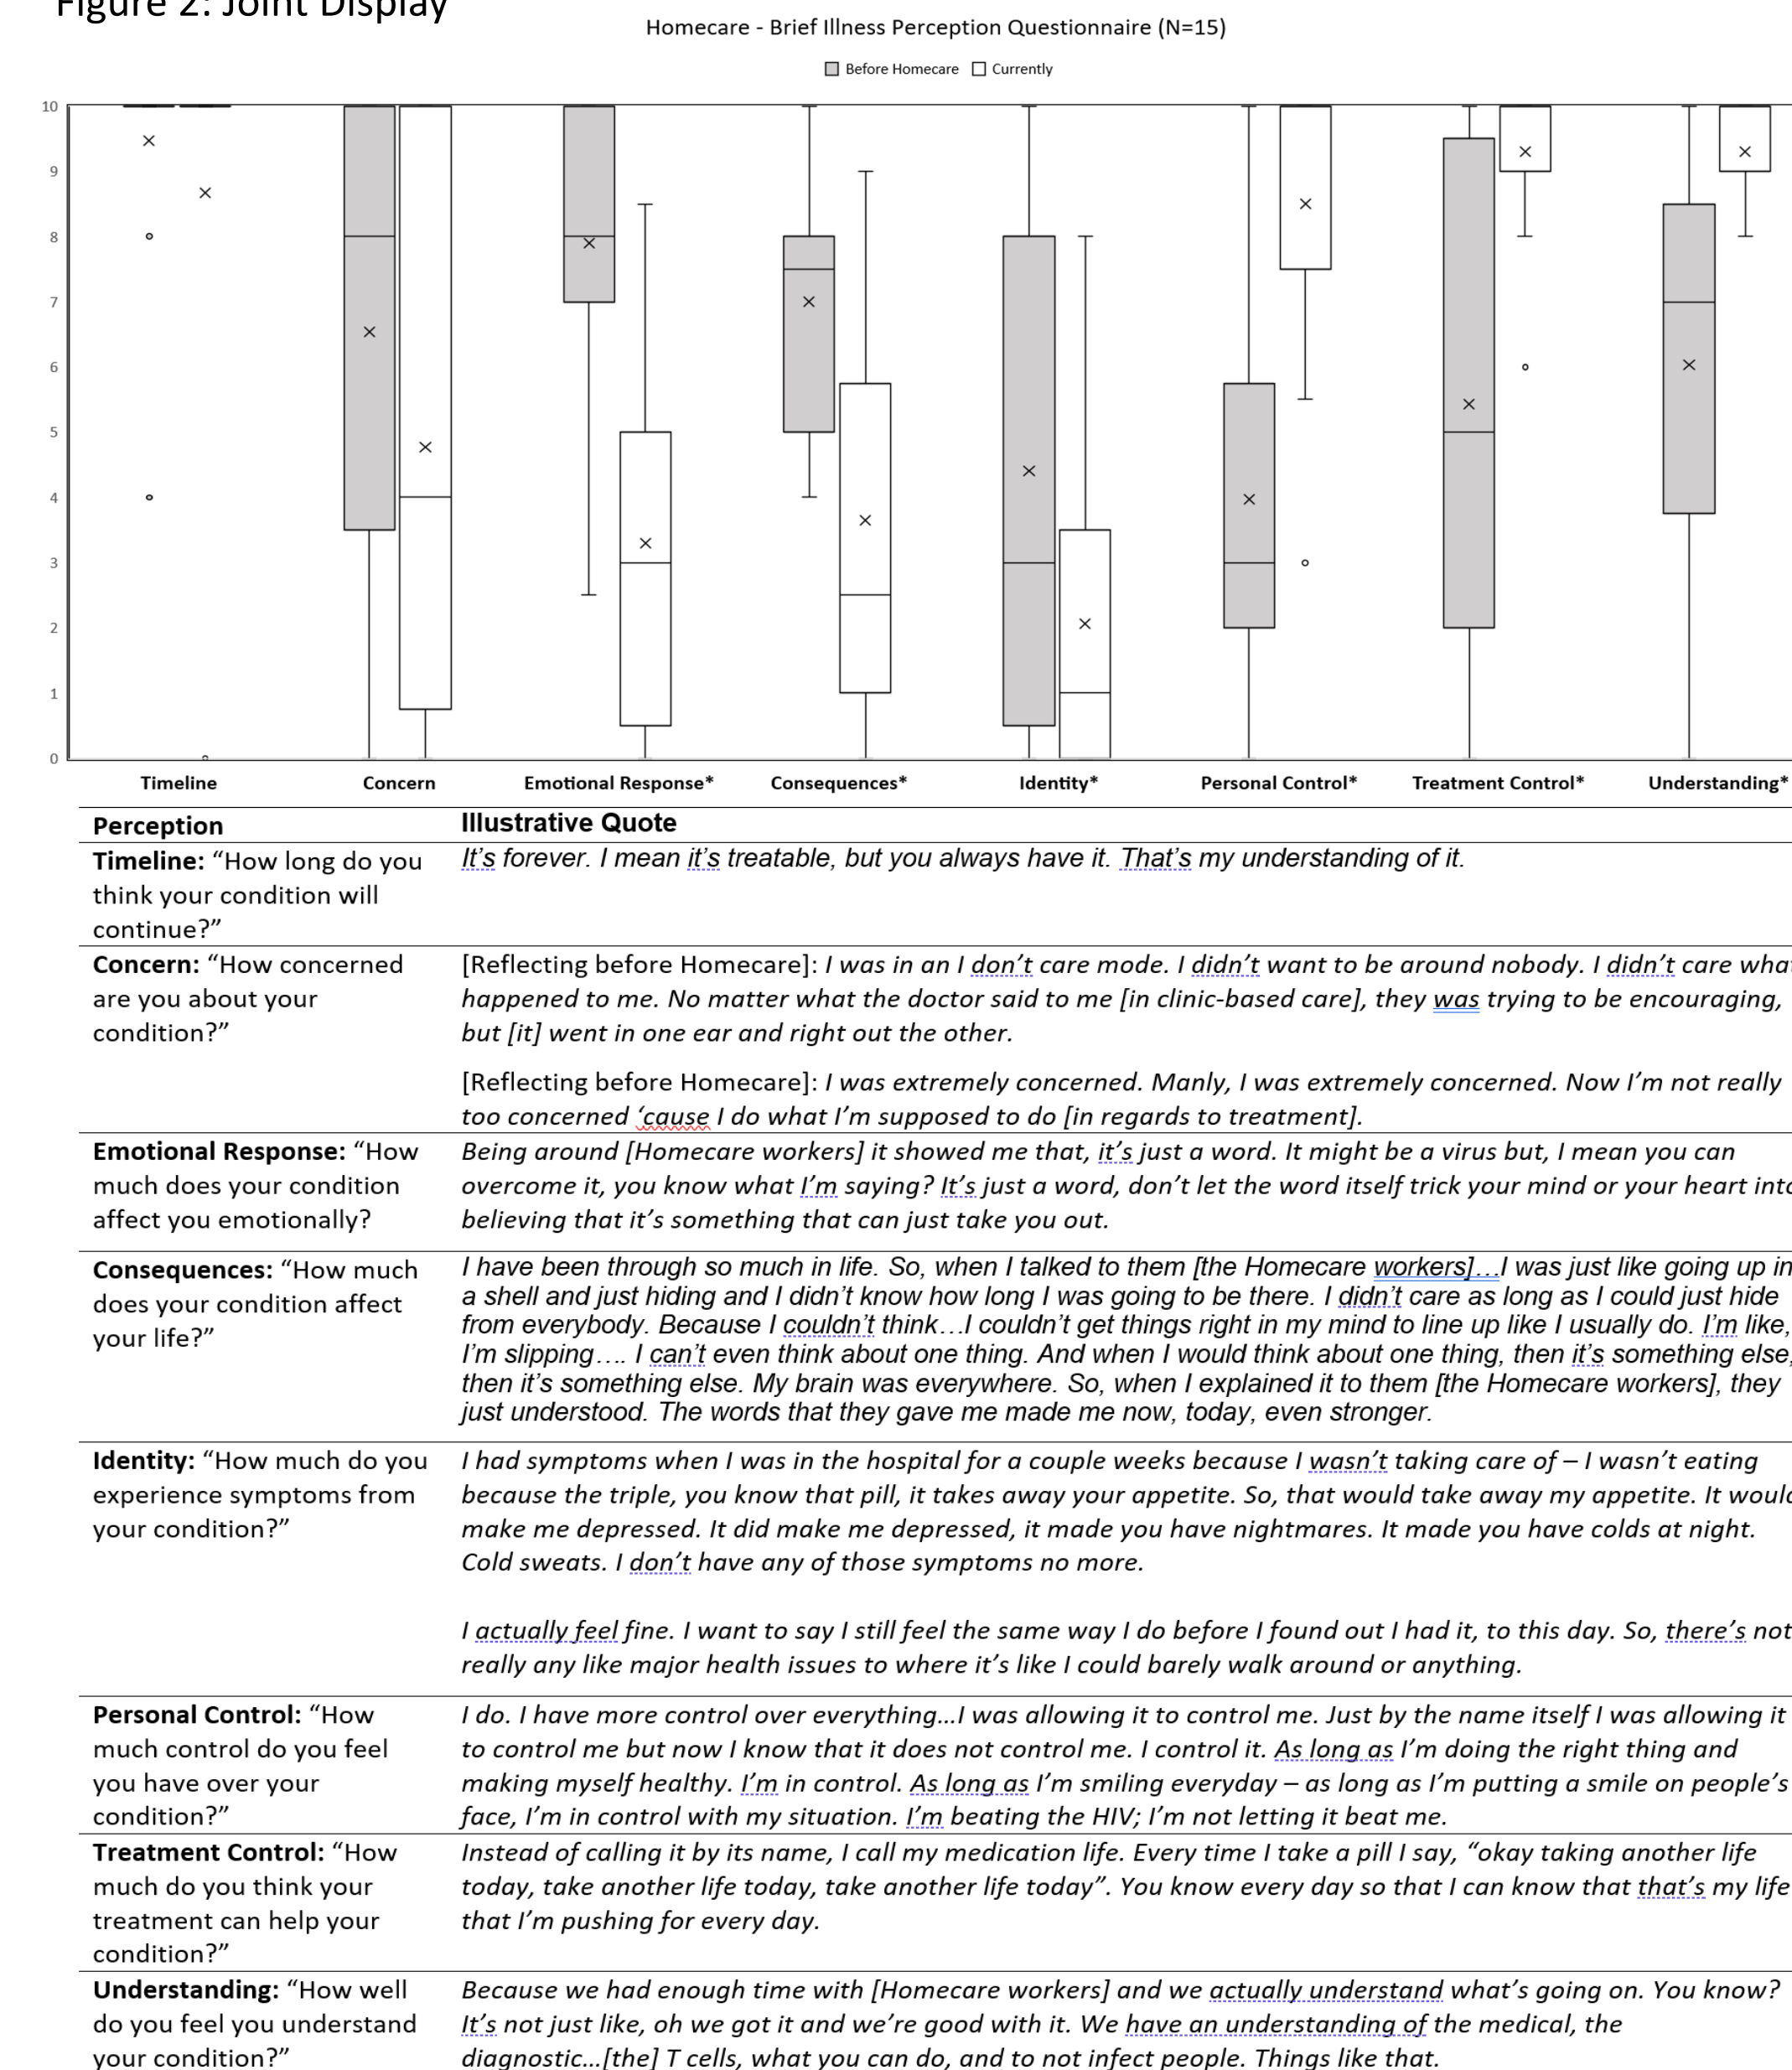 Figure 2: Joint Display
Homecare - Brief Illness Perception Questionnaire (N=15)
Before Homecare Currently
10
9
8
7
6
5
4
3
2
1
0
Timeline Concern Emotional Response* Consequences* Identity* Personal Control* Treatment Control* Understanding*
Perception Illustrative Quote
Timeline: “How long do you
think your condition will
continue?”
It’s forever. I mean it’s treatable, but you always have it. That’s my understanding of it.
Concern: “How concerned
are you about your
condition?”
[Reflecting before Homecare]: I was in an I don’t care mode. I didn’t want to be around nobody. I didn’t care what
happened to me. No matter what the doctor said to me [in clinic-based care], they was trying to be encouraging,
but [it] went in one ear and right out the other.
[Reflecting before Homecare]: I was extremely concerned. Manly, I was extremely concerned. Now I’m not really
too concerned ‘cause I do what I’m supposed to do [in regards to treatment].
Emotional Response: “How
much does your condition
affect you emotionally?
Being around [Homecare workers] it showed me that, it’s just a word. It might be a virus but, I mean you can
overcome it, you know what I’m saying? It’s just a word, don’t let the word itself trick your mind or your heart into
believing that it’s something that can just take you out.
Consequences: “How much
does your condition affect
your life?”
I have been through so much in life. So, when I talked to them [the Homecare workers]…I was just like going up in
a shell and just hiding and I didn’t know how long I was going to be there. I didn’t care as long as I could just hide
from everybody. Because I couldn’t think…I couldn’t get things right in my mind to line up like I usually do. I’m like,
I’m slipping…. I can’t even think about one thing. And when I would think about one thing, then it’s something else,
then it’s something else. My brain was everywhere. So, when I explained it to them [the Homecare workers], they
just understood. The words that they gave me made me now, today, even stronger.
Identity: “How much do you
experience symptoms from
your condition?”
I had symptoms when I was in the hospital for a couple weeks because I wasn’t taking care of – I wasn’t eating
because the triple, you know that pill, it takes away your appetite. So, that would take away my appetite. It would
make me depressed. It did make me depressed, it made you have nightmares. It made you have colds at night.
Cold sweats. I don’t have any of those symptoms no more.
I actually feel fine. I want to say I still feel the same way I do before I found out I had it, to this day. So, there’s not
really any like major health issues to where it’s like I could barely walk around or anything.
Personal Control: “How
much control do you feel
you have over your
condition?”
I do. I have more control over everything…I was allowing it to control me. Just by the name itself I was allowing it
to control me but now I know that it does not control me. I control it. As long as I’m doing the right thing and
making myself healthy. I’m in control. As long as I’m smiling everyday – as long as I’m putting a smile on people’s
face, I’m in control with my situation. I’m beating the HIV; I’m not letting it beat me.
Treatment Control: “How
much do you think your
treatment can help your
condition?”
Instead of calling it by its name, I call my medication life. Every time I take a pill I say, “okay taking another life
today, take another life today, take another life today”. You know every day so that I can know that that’s my life
that I’m pushing for every day.
Understanding: “How well
do you feel you understand
your condition?”
Because we had enough time with [Homecare workers] and we actually understand what’s going on. You know?
It’s not just like, oh we got it and we’re good with it. We have an understanding of the medical, the
diagnostic…[the] T cells, what you can do, and to not infect people. Things like that.